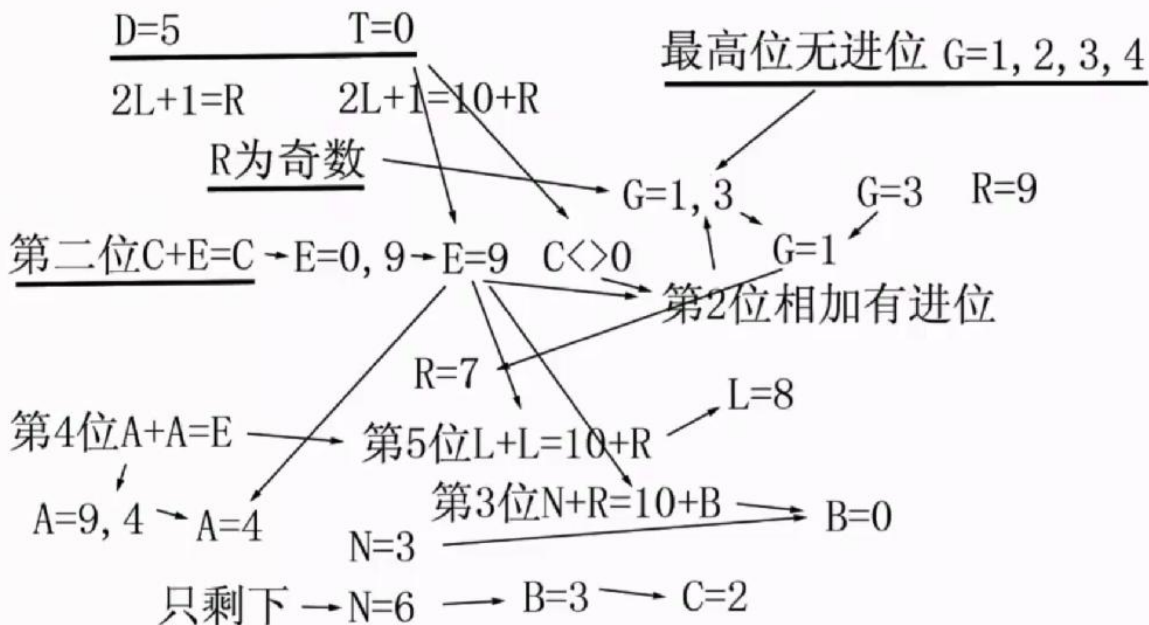 D=5 T=0
最高位无进位 G=1,2,3,4
2L+1=R 2L+1=10+R
R为奇数
G=1,3 G=3 R=9
第二位C+E=C E=0,9 E=9 C<>0 G=1
第2位相加有进位
R=7
L=8
第4位A+A=E 第5位L+L=10+R
第3位N+R=10+B B=0
A=9,4 A=4
N=3
只剩下 N=6 B=3 C=2